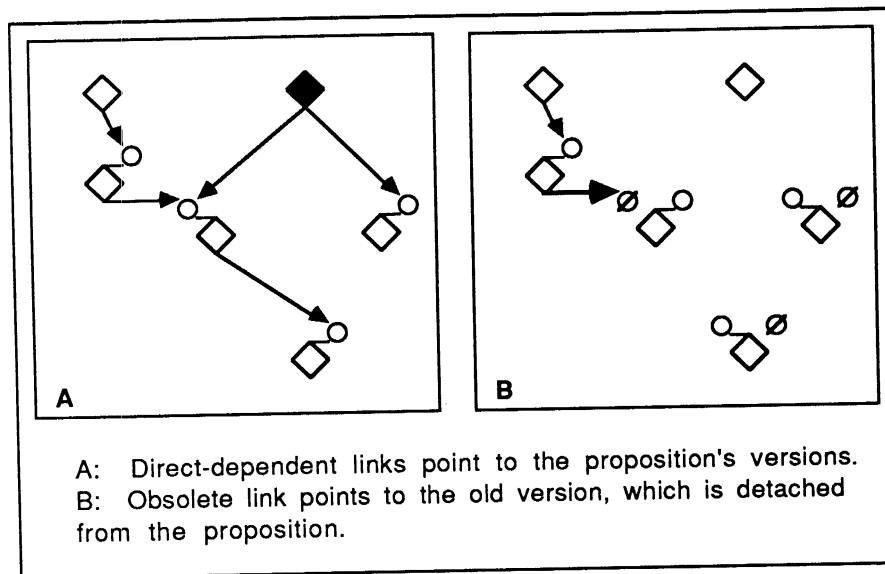 A
B
A: Direct-dependent links point to the proposition's versions.
B: Obsolete link points to the old version, which is detached
from the proposition.